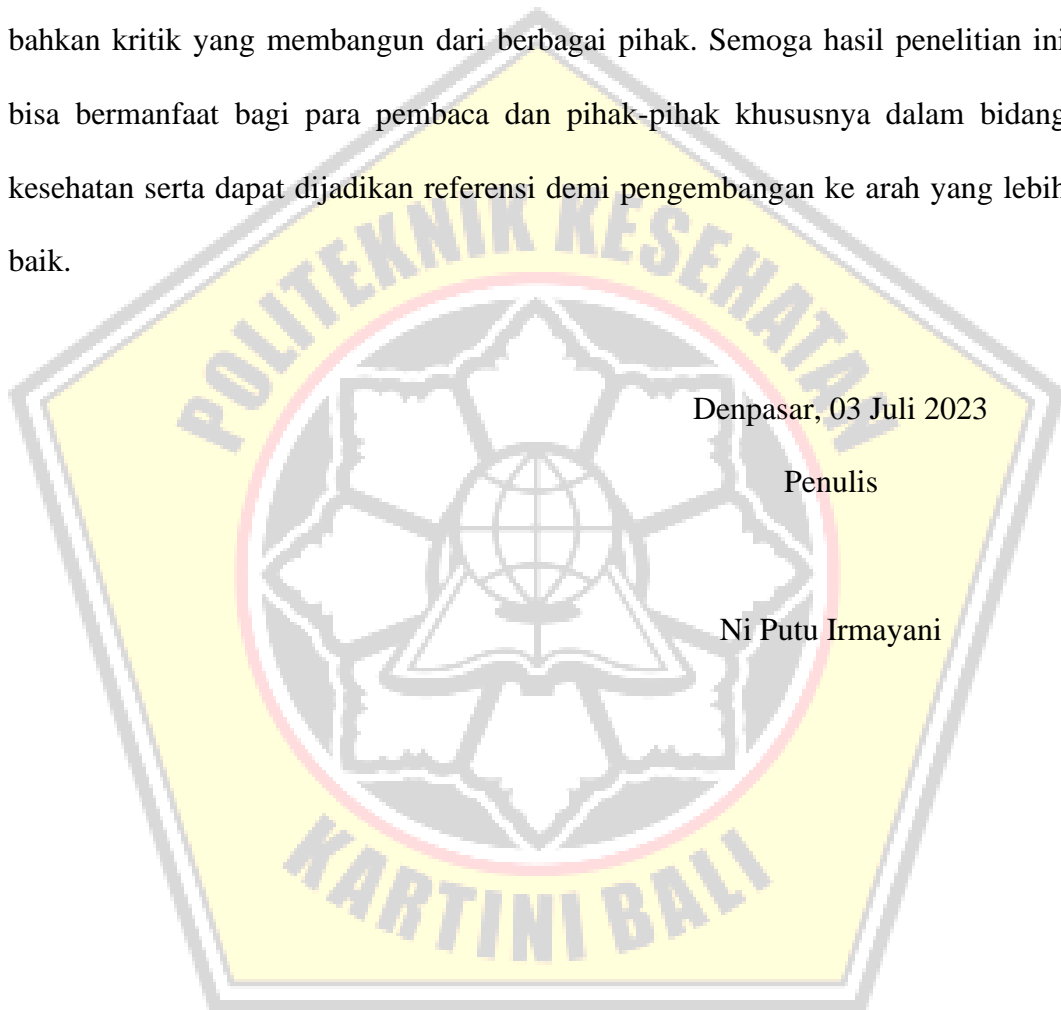 bahkan kritik yang membangun dari berbagai pihak. Semoga hasil penelitian ini
bisa bermanfaat bagi para pembaca dan pihak-pihak khususnya dalam bidang
kesehatan serta dapat dijadikan referensi demi pengembangan ke arah yang lebih
baik.
POLITEKNIK KESEHATAN
Denpasar, 03 Juli 2023
Penulis
Ni Putu Irmayani
KARTINI BALI